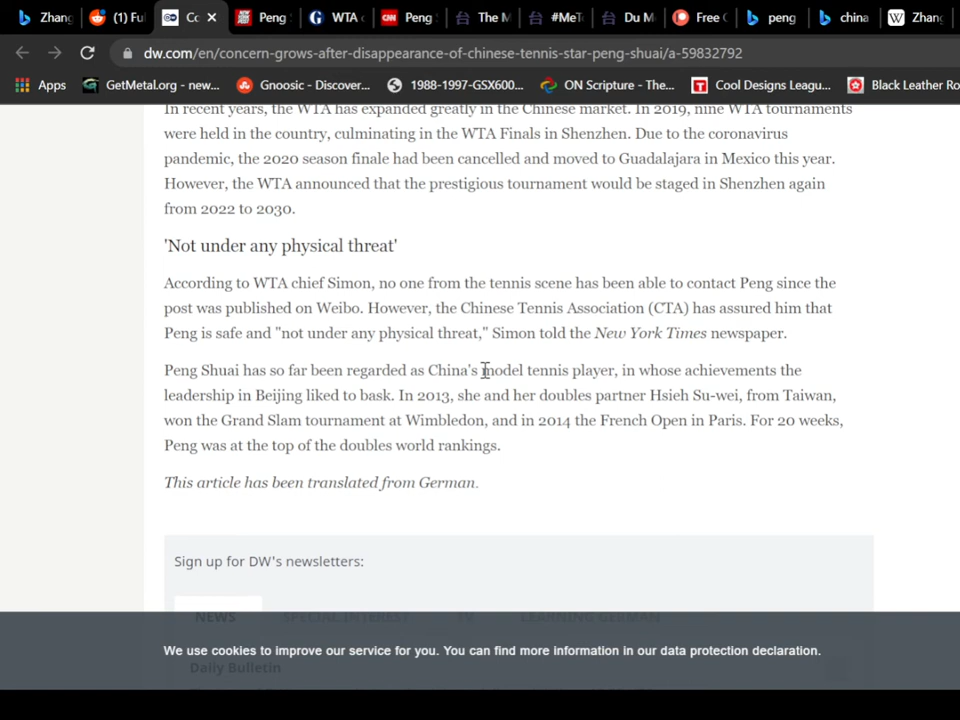 Zhang
(1) Ful
Co
Peng
WTA c
CNN Peng
The M
#MeTo
Du M
Free C
peng
china
W Zhang
dw.com/en/concern-grows-after-disappearance-of-chinese-tennis-star-peng-shuai/a-59832792
Apps
GetMetal.org - new...
Gnoosic - Discover...
1988-1997-GSX600...
ON Scripture - The...
Cool Designs Leagu...
Black Leather Ro
In recent years, the WTA has expanded greatly in the Chinese market. In 2019, nine WTA tournaments
were held in the country, culminating in the WTA Finals in Shenzhen. Due to the coronavirus
pandemic, the 2020 season finale had been cancelled and moved to Guadalajara in Mexico this year.
However, the WTA announced that the prestigious tournament would be staged in Shenzhen again
from 2022 to 2030.
'Not under any physical threat'
According to WTA chief Simon, no one from the tennis scene has been able to contact Peng since the
post was published on Weibo. However, the Chinese Tennis Association (CTA) has assured him that
Peng is safe and "not under any physical threat," Simon told the New York Times newspaper.
Peng Shuai has so far been regarded as China's model tennis player, in whose achievements the
leadership in Beijing liked to bask. In 2013, she and her doubles partner Hsieh Su-wei, from Taiwan,
won the Grand Slam tournament at Wimbledon, and in 2014 the French Open in Paris. For 20 weeks,
Peng was at the top of the doubles world rankings.
This article has been translated from German.
Sign up for DW's newsletters:
NEWS SPECIAL INTEREST TV LEARNING GERMAN
We use cookies to improve our service for you. You can find more information in our data protection declaration.
Daily Bulletin